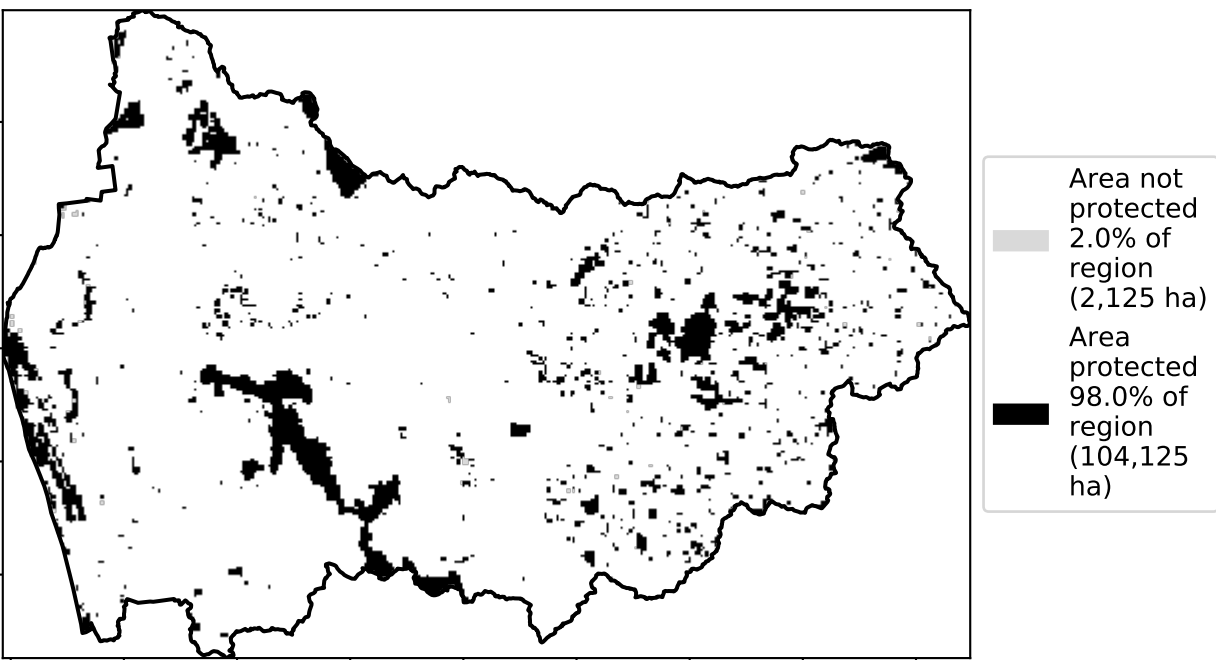 Area not
protected
2.0% of
region
(2,125 ha)
Area
protected
98.0% of
region
(104,125
ha)